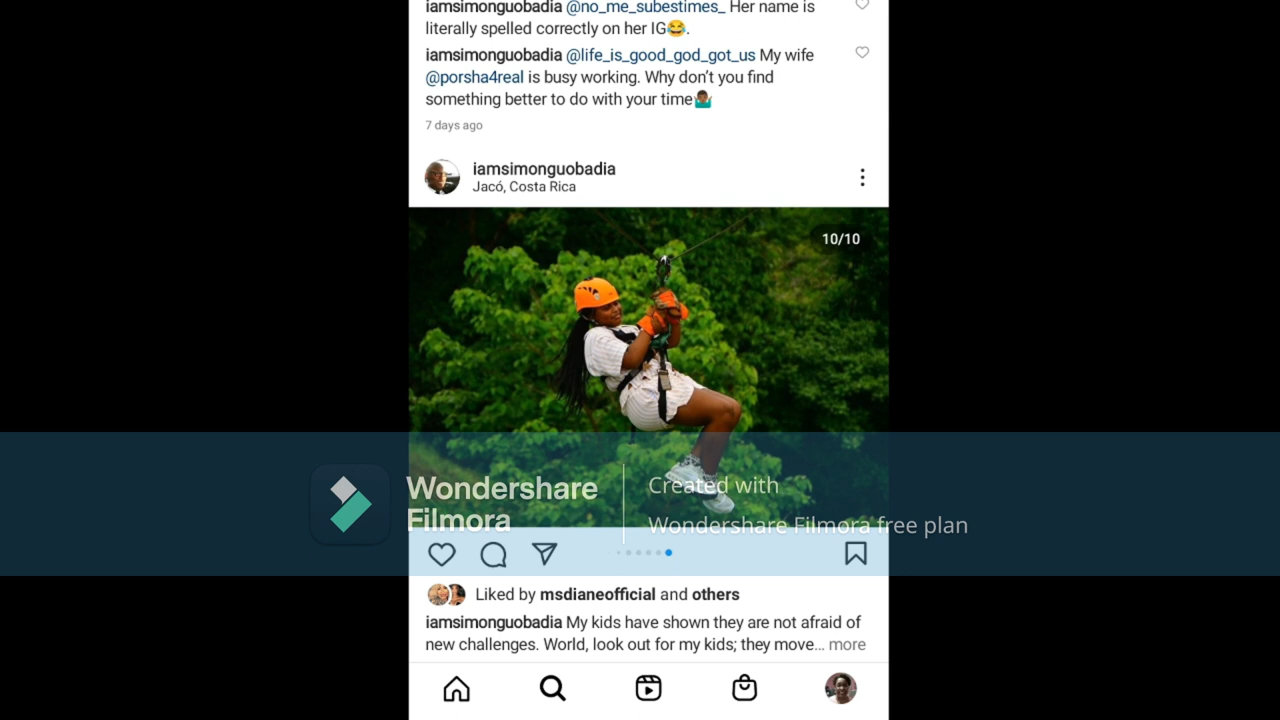 iamsimonguobadia @no_me_subestimes_ Her name is
literally spelled correctly on her IG😂.
iamsimonguobadia @life_is_good_god_got_us My wife
@porsha4real is busy working. Why don’t you find
something better to do with your time🤷🏾‍♂️
7 days ago
iamsimonguobadia
Jacó, Costa Rica
10/10
Wondershare
Filmora
Created with
Wondershare Filmora free plan
Liked by msdianeofficial and others
iamsimonguobadia My kids have shown they are not afraid of
new challenges. World, look out for my kids; they move... more